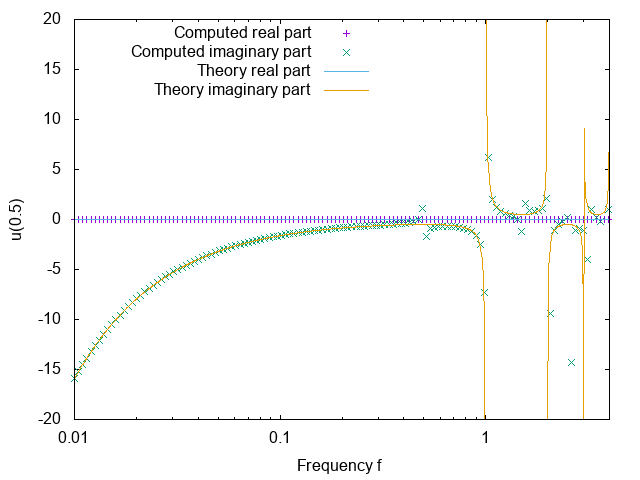 Computed real part
Computed imaginary part
Theory real part
Theory imaginary part
20
15
10
5
0
-5
-10
-15
-20
u(0.5)
0.01 0.1 1
Frequency f